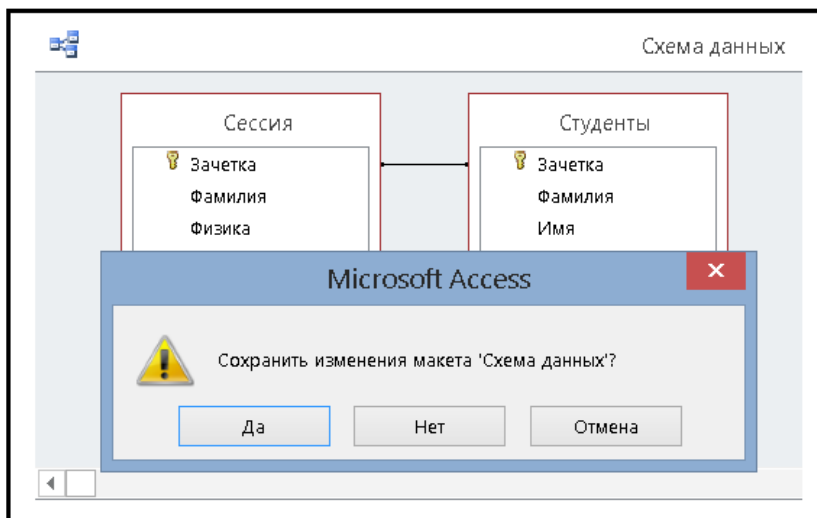 Схема данных
Сессия
Зачетка
Фамилия
Физика
Студенты
Зачетка
Фамилия
Имя
Microsoft Access
Сохранить изменения макета 'Схема данных'?
Да
Нет
Отмена